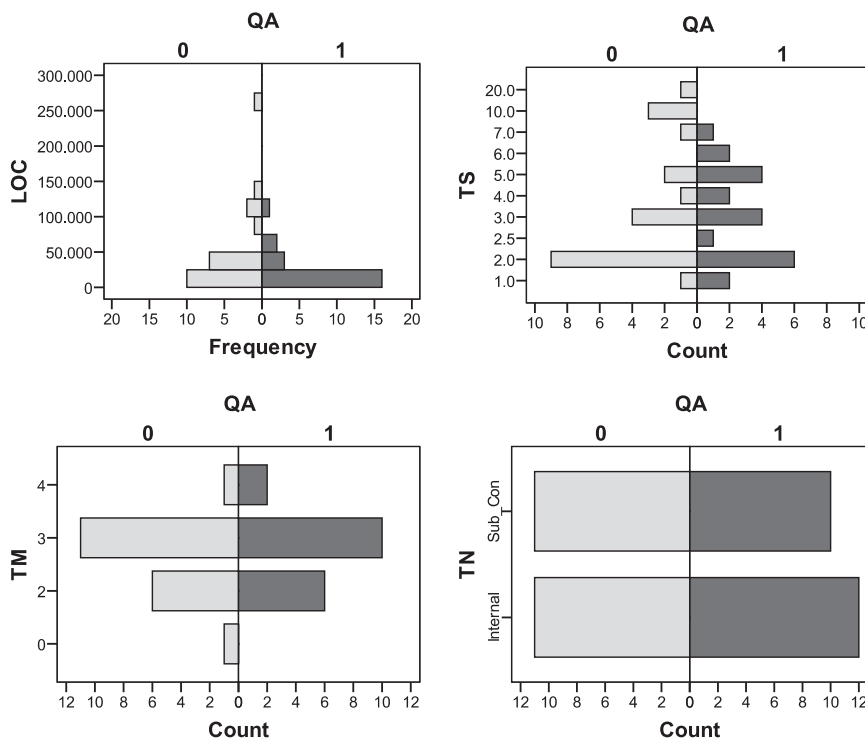 QA
0 1
LOC
300.000
250.000
200.000
150.000
100.000
50.000
0
20 15 10 5 0 0 5 10 15 20
Frequency
QA
0 1
TS
20.0
10.0
7.0
6.0
5.0
4.0
3.0
2.5
2.0
1.0
10 8 6 4 2 0 2 4 6 8 10
Count
QA
0 1
TM
4
3
2
0
12 10 8 6 4 2 0 2 4 6 8 10 12
Count
QA
0 1
TN
Sub_Con
Internal
12 10 8 6 4 2 0 2 4 6 8 10 12
Count